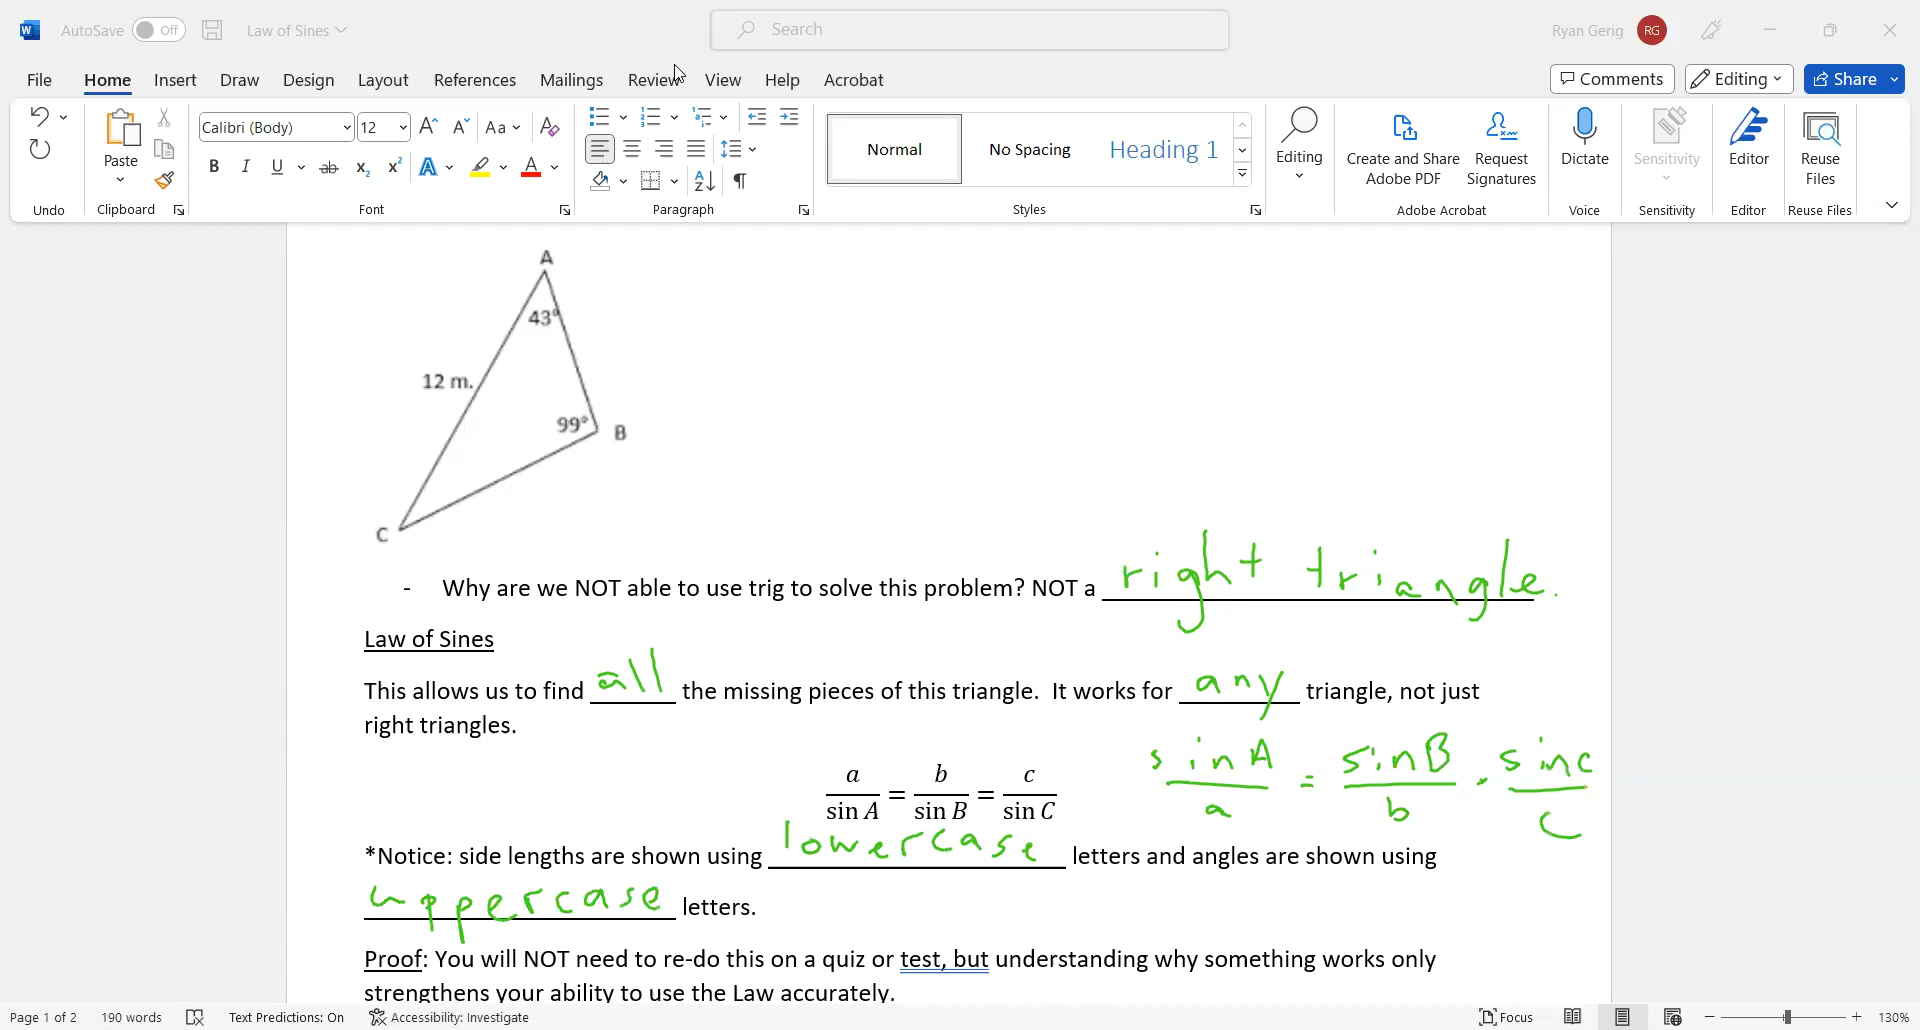 AutoSave Off Law of Sines Search Ryan Gerig RG
File Home Insert Draw Design Layout References Mailings Review View Help Acrobat Comments Editing Share
Calibri (Body) 12 Aa
Paste B I U ab x₂ x² A A A Z ¶ Normal No Spacing Heading 1 Editing Create and Share Adobe PDF Request Signatures Dictate Sensitivity Editor Reuse Files
Undo Clipboard Font Paragraph Styles Adobe Acrobat Voice Sensitivity Editor Reuse Files
A
43°
12 m.
99°
B
C
- Why are we NOT able to use trig to solve this problem? NOT a right triangle.
Law of Sines
This allows us to find all the missing pieces of this triangle. It works for any triangle, not just
right triangles.
a/sin A = b/sin B = c/sin C
sinA/a = sinB/b = sinC/c
*Notice: side lengths are shown using lowercase letters and angles are shown using
uppercase letters.
Proof: You will NOT need to re-do this on a quiz or test, but understanding why something works only
strengthens your ability to use the Law accurately.
Page 1 of 2 190 words Text Predictions: On Accessibility: Investigate Focus 130%